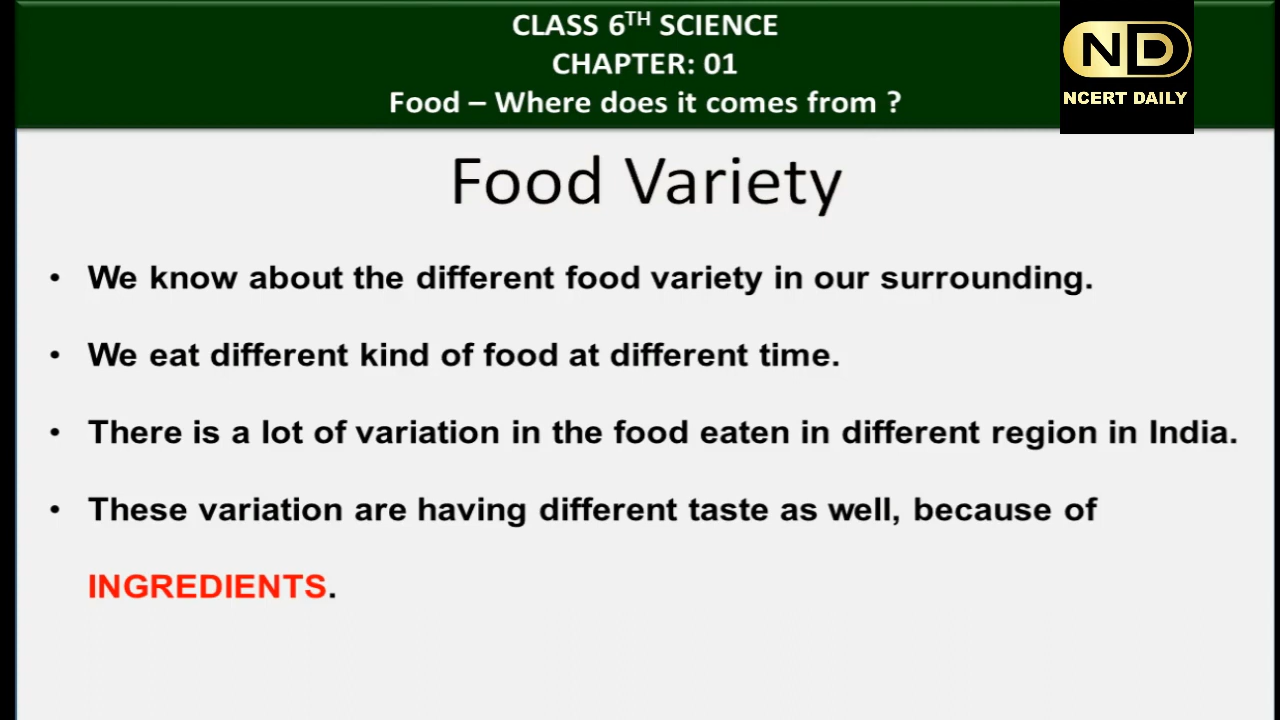 CLASS 6TH SCIENCE
CHAPTER: 01
Food – Where does it comes from ?
ND
NCERT DAILY
Food Variety
• We know about the different food variety in our surrounding.
• We eat different kind of food at different time.
• There is a lot of variation in the food eaten in different region in India.
• These variation are having different taste as well, because of
INGREDIENTS.